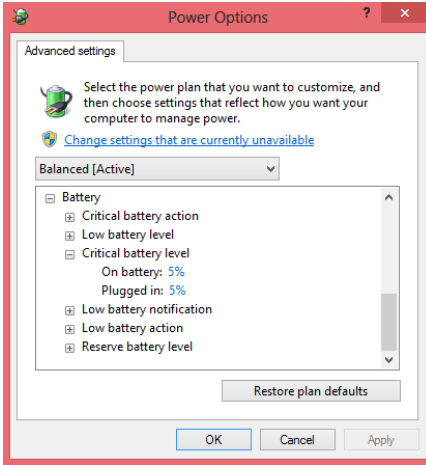 Power Options
?
×
Advanced settings
Select the power plan that you want to customize, and
then choose settings that reflect how you want your
computer to manage power.
Change settings that are currently unavailable
Balanced [Active]
Battery
Critical battery action
Low battery level
Critical battery level
On battery: 5%
Plugged in: 5%
Low battery notification
Low battery action
Reserve battery level
Restore plan defaults
OK Cancel Apply